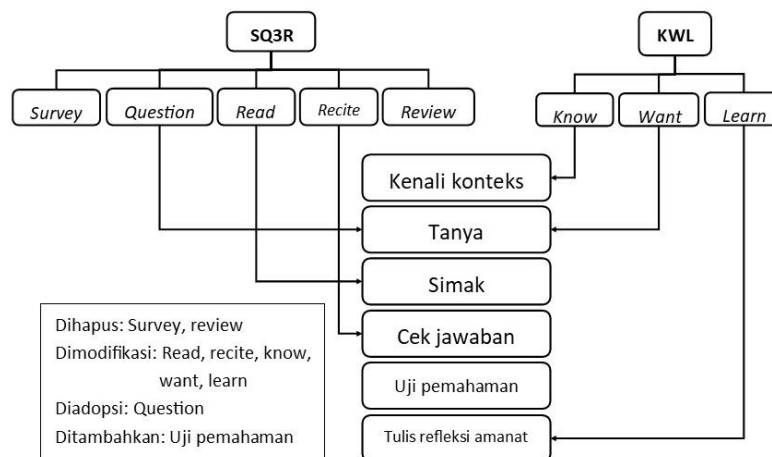 SQ3R
KWL
Survey
Question
Read
Recite
Review
Know
Want
Learn
Kenali konteks
Tanya
Simak
Cek jawaban
Uji pemahaman
Tulis refleksi amanat
Dihapus: Survey, review
Dimodifikasi: Read, recite, know,
want, learn
Diadopsi: Question
Ditambahkan: Uji pemahaman